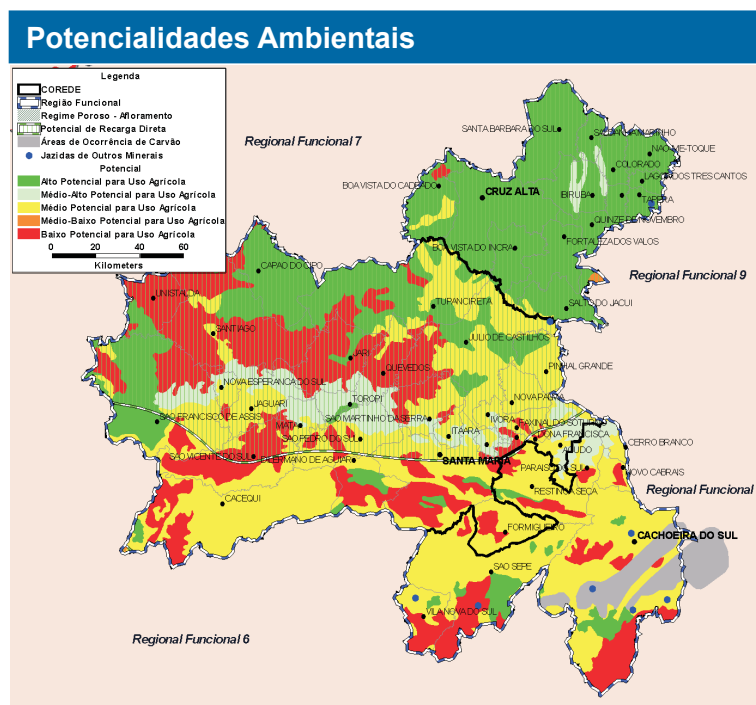 Potencialidades Ambientais
Legenda
COREDE
Região Funcional
Regime Poroso - Afloramento
Potencial de Recarga Direta
Áreas de Ocorrência de Carvão
Jazidas de Outros Minerais
Potencial
Alto Potencial para Uso Agrícola
Médio-Alto Potencial para Uso Agrícola
Médio Potencial para Uso Agrícola
Médio-Baixo Potencial para Uso Agrícola
Baixo Potencial para Uso Agrícola
0 20 40 60
Kilometers
Regional Funcional 7
SANTA BARBARA DO SUL
SALDANHA MARINHO
NAO-ME-TOQUE
COLORADO
LAGOA DOS TRES CANTOS
BOA VISTA DO CADEADO
CRUZ ALTA
IBIRUBA
TAPERA
QUINZE DE NOVEMBRO
FORTALEZA DOS VALOS
BOA VISTA DO INCRA
Regional Funcional 9
CAPAO DO CIPO
UNISTALDA
TUPANCIRETA
SALTO DO JACUI
SANTIAGO
JULIO DE CASTILHOS
JARI
QUEVEDOS
PINHAL GRANDE
NOVA ESPERANCA DO SUL
JAGUARI
TOROPI
NOVA PALMA
SAO FRANCISCO DE ASSIS
MATA
SAO MARTINHO DA SERRA
IVORA
FAXINAL DO SOTURNO
SAO PEDRO DO SUL
ITAARA
DONA FRANCISCA
AGUDO
CERRO BRANCO
SAO VICENTE DO SUL
DILERMANO DE AGUIAR
SANTA MARIA
PARAISO DO SUL
NOVO CABRAIS
RESTINGA SECA
Regional Funcional
CACEQUI
FORMIGUEIRO
CACHOEIRA DO SUL
SAO SEPE
VILA NOVA DO SUL
Regional Funcional 6